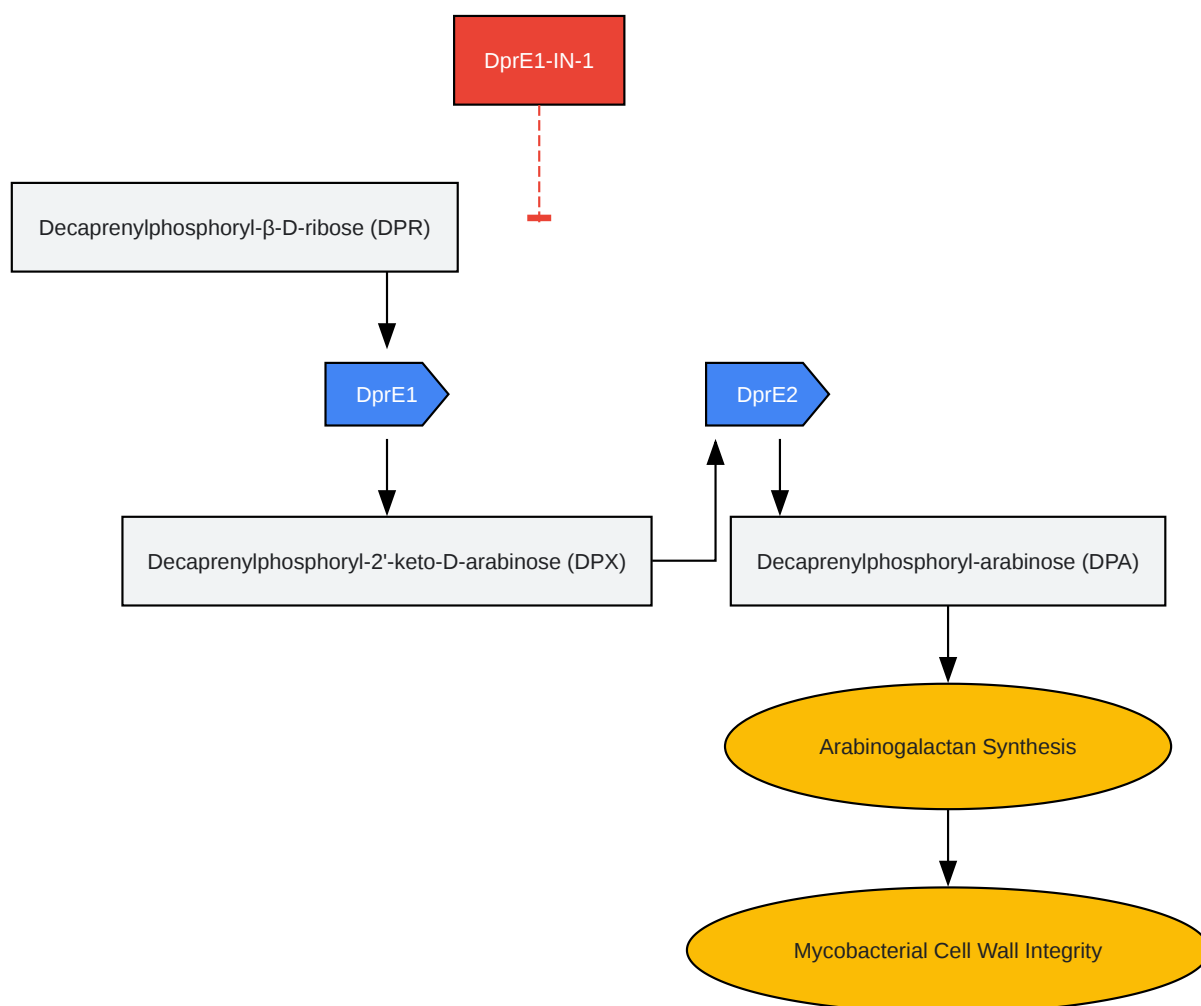 DprE1-IN-1
Decaprenylphosphoryl-β-D-ribose (DPR)
DprE1
DprE2
Decaprenylphosphoryl-2'-keto-D-arabinose (DPX)
Decaprenylphosphoryl-arabinose (DPA)
Arabinogalactan Synthesis
Mycobacterial Cell Wall Integrity